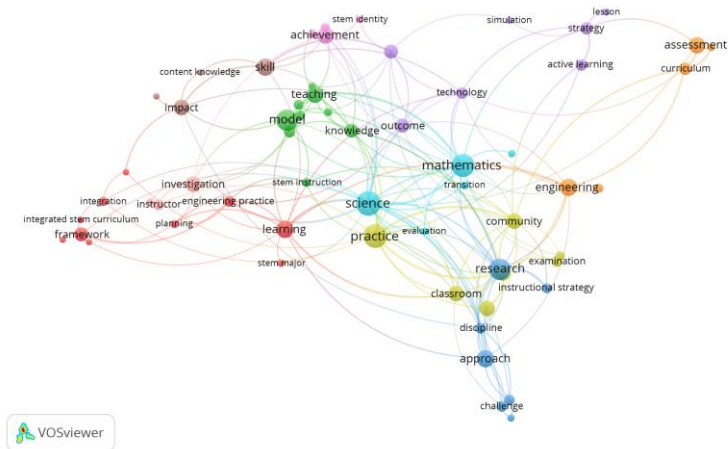 lesson
simulation
stem identity
strategy
achievement
assessment
active learning
curriculum
skill
content knowledge
technology
teaching
impact
model
outcome
knowledge
mathematics
stem instruction
transition
investigation
engineering
integration
instructor
engineering practice
science
integrated stem curriculum
planning
community
framework
learning
evaluation
practice
stem major
examination
research
instructional strategy
classroom
discipline
approach
challenge
VOSviewer